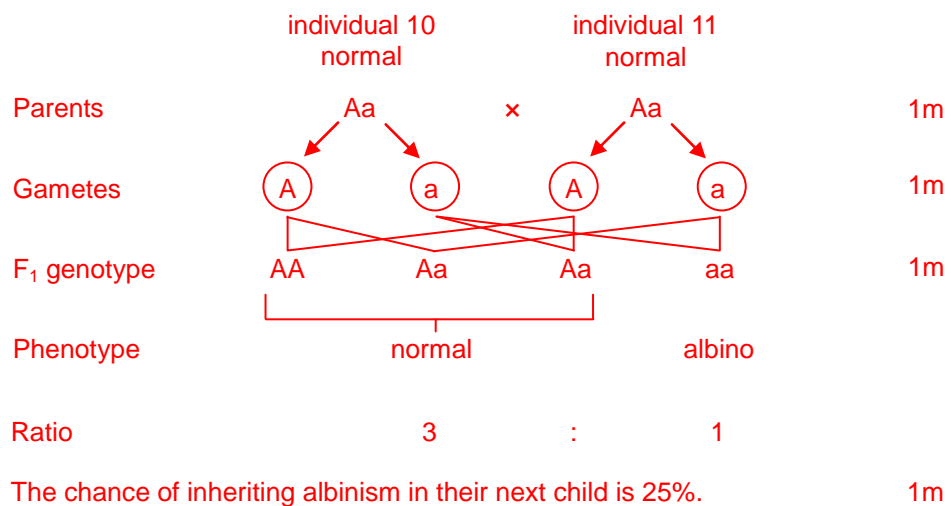 individual 10 individual 11
normal normal
Parents Aa × Aa 1m
Gametes A a A a 1m
F₁ genotype AA Aa Aa aa 1m
Phenotype normal albino
Ratio 3 : 1
The chance of inheriting albinism in their next child is 25%. 1m